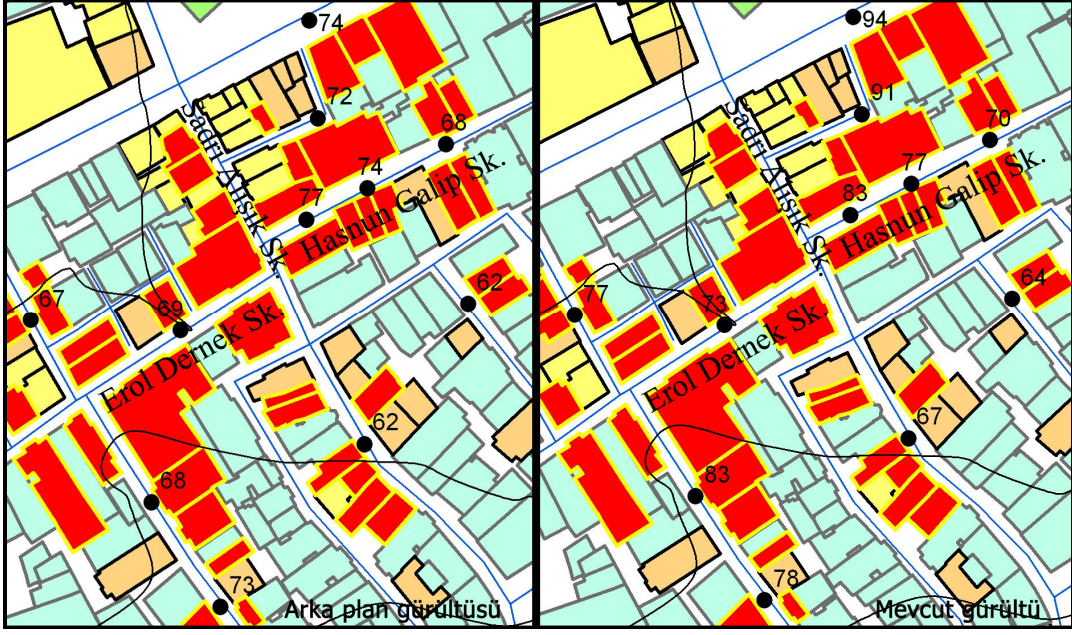 74
72
68
Sadri Alışık Sk.
74
77
Hasnun Galip Sk.
67
69
62
Erol Dernek Sk.
62
68
73
Arka plan gürültüsü
94
91
70
Sadri Alışık Sk.
77
83
Hasnun Galip Sk.
77
73
64
Erol Dernek Sk.
67
83
78
Mevcut gürültü